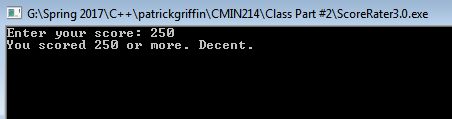 G:\Spring 2017\C++\patrickgriffin\CMIN214\Class Part #2\ScoreRater3.0.exe
Enter your score: 250
You scored 250 or more. Decent.